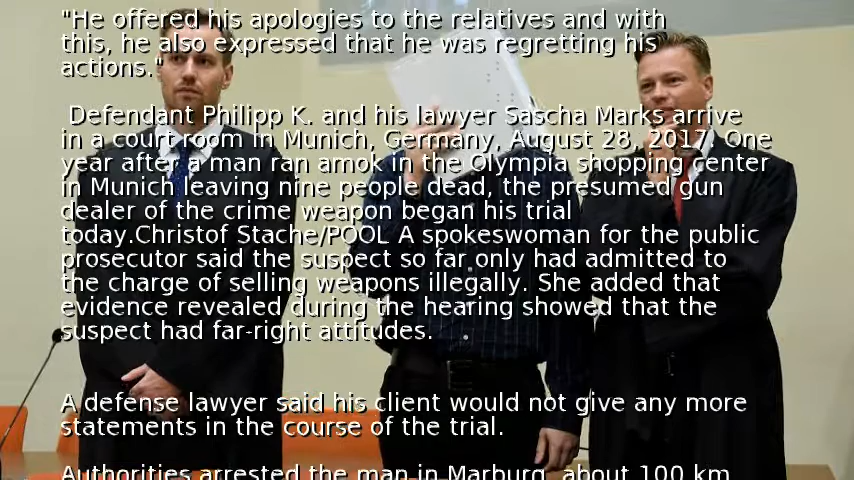 "He offered his apologies to the relatives and with
this, he also expressed that he was regretting his
actions."
Defendant Philipp K. and his lawyer Sascha Marks arrive
in a court room in Munich, Germany, August 28, 2017. One
year after a man ran amok in the Olympia shopping center
in Munich leaving nine people dead, the presumed gun
dealer of the crime weapon began his trial
today.Christof Stache/POOL A spokeswoman for the public
prosecutor said the suspect so far only had admitted to
the charge of selling weapons illegally. She added that
evidence revealed during the hearing showed that the
suspect had far-right attitudes.
A defense lawyer said his client would not give any more
statements in the course of the trial.
Authorities arrested the man in Marburg, about 100 km